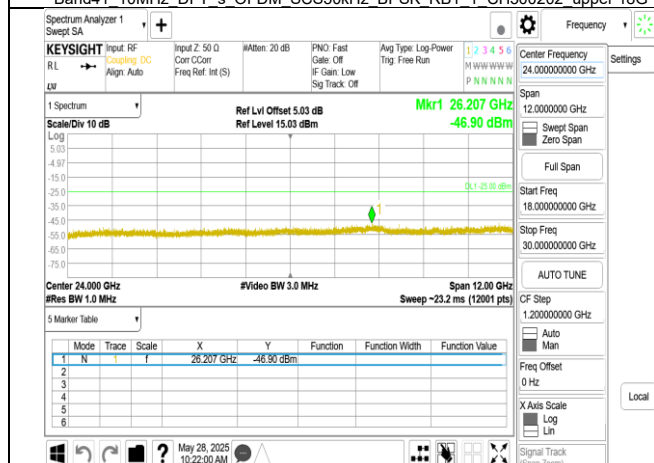 Band41_10MHz_DFT-s_OFDM_SCS30kHz_BPSK_RB1_1_CH506202_upper 18G
Spectrum Analyzer 1
Swept SA
Frequency
KEYSIGHT
RL
Input: RF
Coupling: DC
Align: Auto
Input Z: 50 Ω
Corr CCorr
Freq Ref: Int (S)
#Atten: 20 dB
PNO: Fast
Gate: Off
IF Gain: Low
Sig Track: Off
Avg Type: Log-Power
Trig: Free Run
1 2 3 4 5 6
M W W W W W
P N N N N N
Center Frequency
24.000000000 GHz
Settings
Span
12.0000000 GHz
Swept Span
Zero Span
Full Span
Start Freq
18.000000000 GHz
Stop Freq
30.000000000 GHz
AUTO TUNE
CF Step
1.200000000 GHz
Auto
Man
Freq Offset
0 Hz
X Axis Scale
Log
Lin
Signal Track
(Span Zoom)
Local
1 Spectrum
Scale/Div 10 dB
Log
Ref Lvl Offset 5.03 dB
Ref Level 15.03 dBm
Mkr1 26.207 GHz
-46.90 dBm
5.03
-4.97
-15.0
-25.0
-35.0
-45.0
-55.0
-65.0
-75.0
DL1 -25.00 dBm
1
Center 24.000 GHz
#Res BW 1.0 MHz
#Video BW 3.0 MHz
Span 12.00 GHz
Sweep ~23.2 ms (12001 pts)
5 Marker Table
Mode Trace Scale X Y Function Function Width Function Value
1 N 1 f 26.207 GHz -46.90 dBm
2
3
4
5
6
?
May 28, 2025
10:22:00 AM